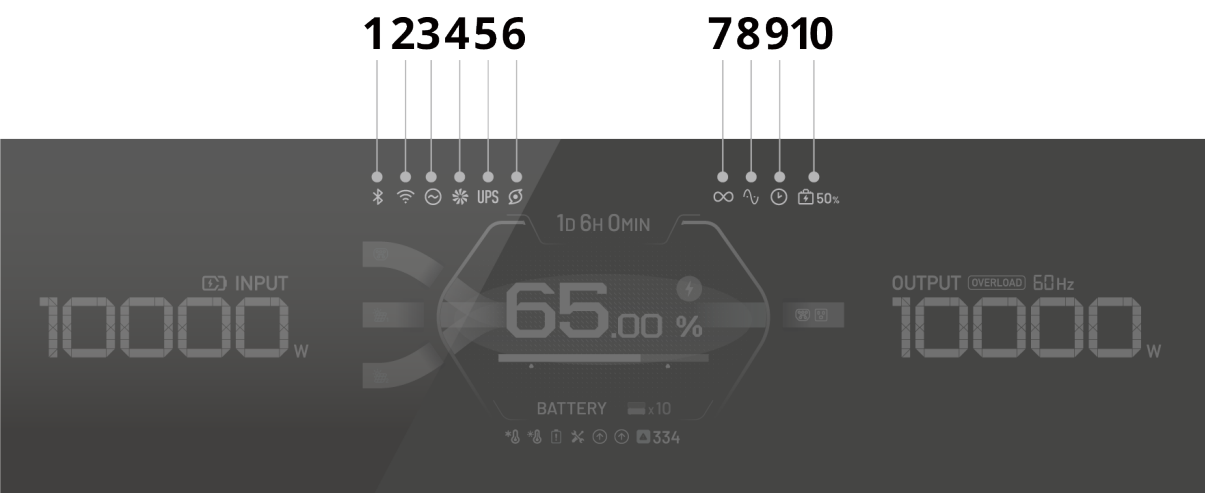 1 2 3 4 5 6 7 8 9 10
UPS 50%
1D 6H 0MIN
INPUT OUTPUT OVERLOAD 60Hz
10000 W 65.00 % 10000 W
BATTERY x10
334